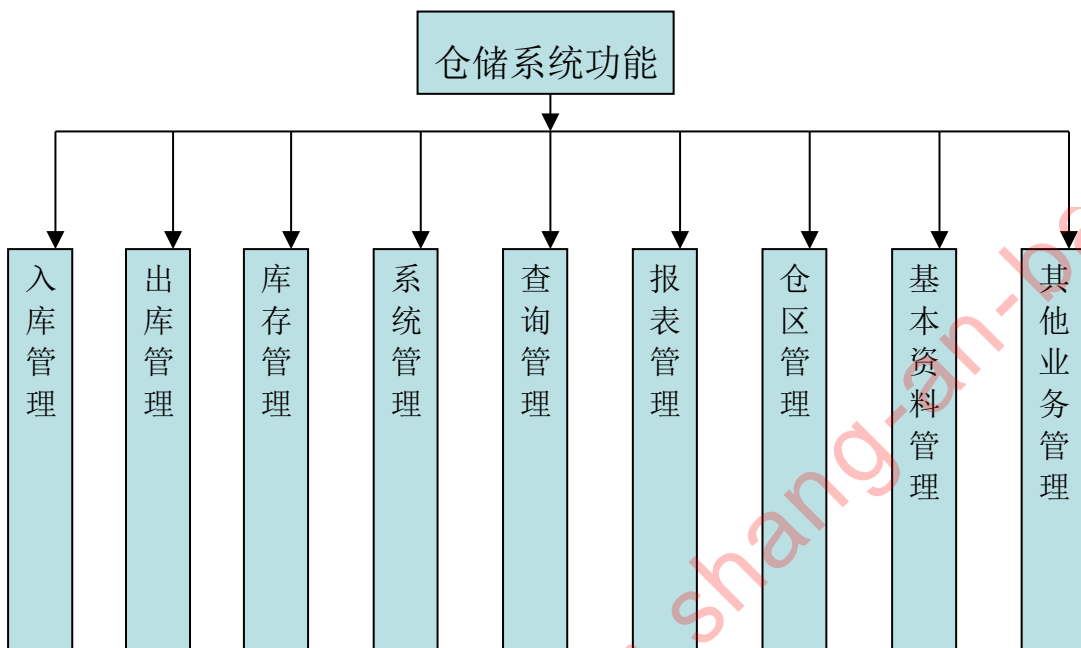 仓储系统功能
入库管理
出库管理
库存管理
系统管理
查询管理
报表管理
仓区管理
基本资料管理
其他业务管理
shang-an-b